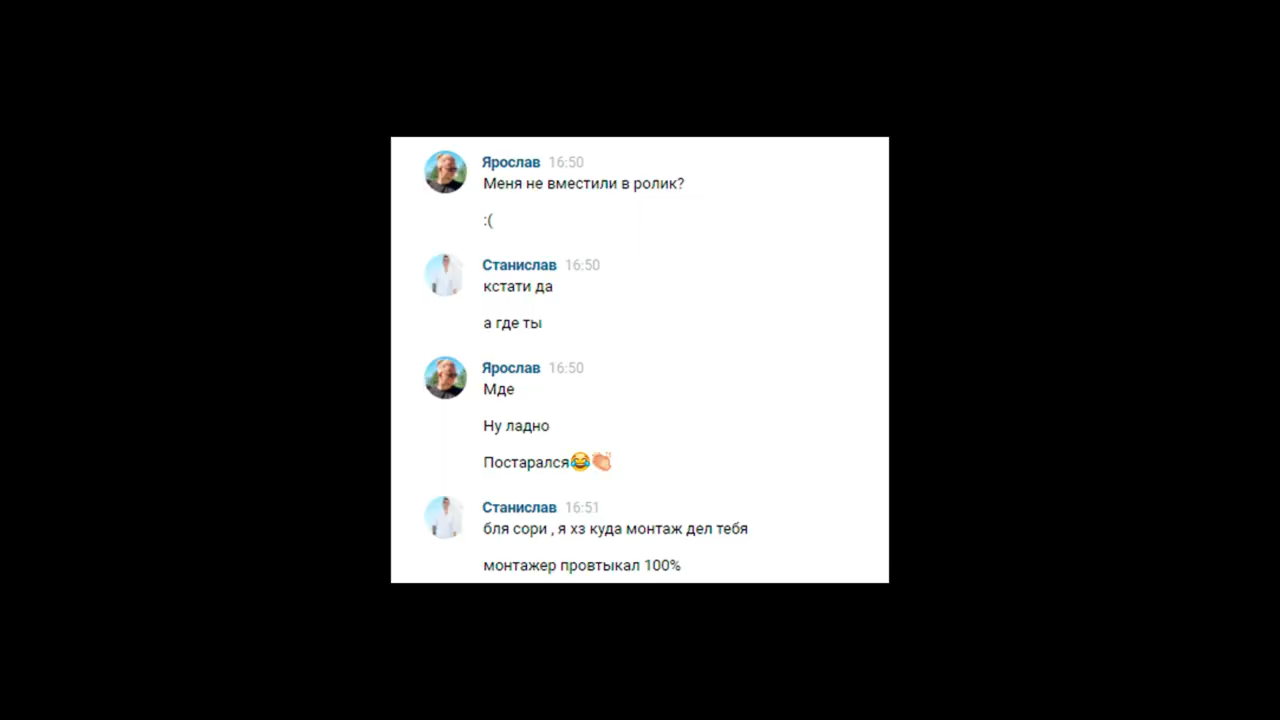 Ярослав 16:50
Меня не вместили в ролик?
:(
Станислав 16:50
кстати да
а где ты
Ярослав 16:50
Мде
Ну ладно
Постарался😂👏
Станислав 16:51
бля сори , я хз куда монтаж дел тебя
монтажер провтыкал 100%